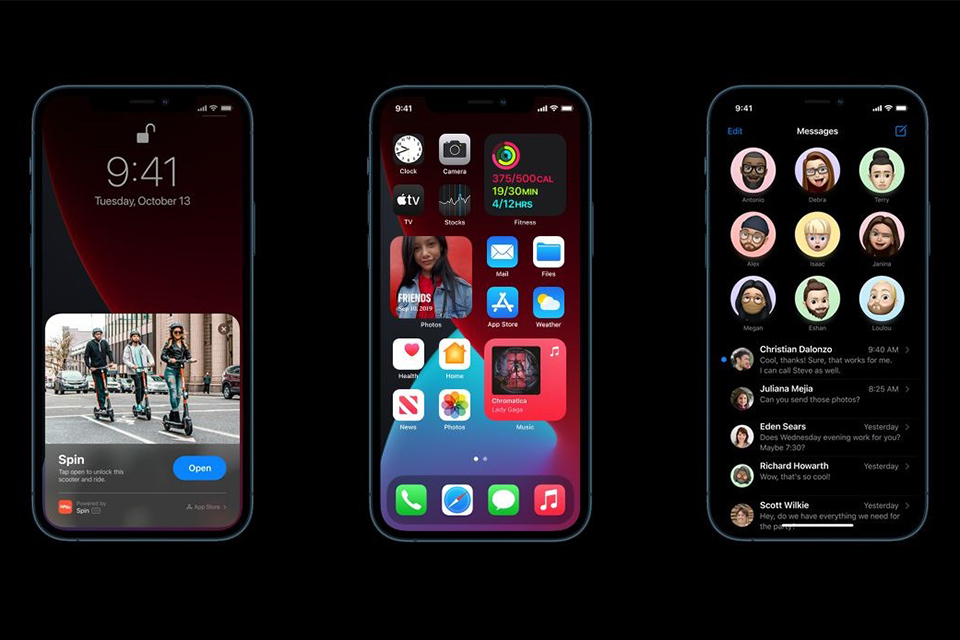 9:41
Tuesday, October 13
Spin
Tap open to unlock this
scooter and ride.
Open
Powered by
Spin
App Store
9:41
Clock
Camera
375/500CAL
19/30MIN
4/12HRS
tv
TV
Stocks
Fitness
FRIENDS
Sep 10, 2019
Photos
Mail
Files
App Store
Weather
Health
Home
Chromatica
Lady Gaga
News
Photos
Music
9:41
Edit
Messages
Antonio
Debra
Terry
Alex
Isaac
Janina
Megan
Eshan
Loulou
Christian Dalonzo
9:40 AM
Cool, thanks! Sure, that works for me.
I can call Steve as well.
Juliana Mejia
8:25 AM
Can you send those photos?
Eden Sears
Yesterday
Does Wednesday evening work for you?
Maybe 7:30?
Richard Howarth
Yesterday
Wow, that's so cool!
Scott Wilkie
Yesterday
Hey, do we have everything we need for
the party?